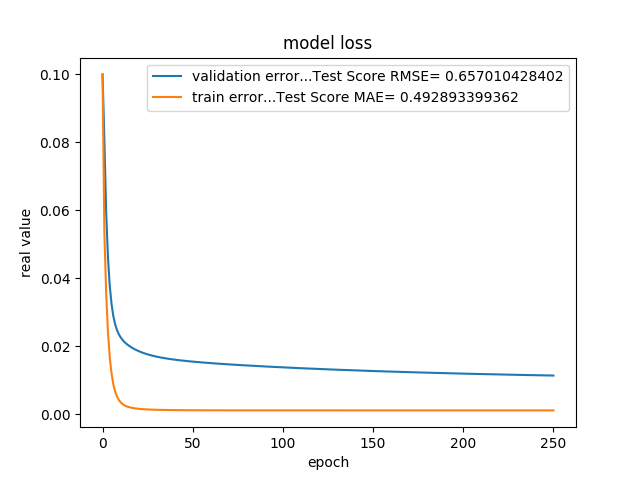 model loss
validation error...Test Score RMSE= 0.657010428402
train error...Test Score MAE= 0.492893399362
0.10
0.08
0.06
0.04
0.02
0.00
real value
0 50 100 150 200 250
epoch